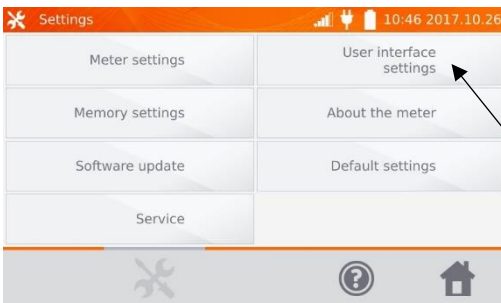 Settings
10:46 2017.10.26
Meter settings
User interface
settings
Memory settings
About the meter
Software update
Default settings
Service
?